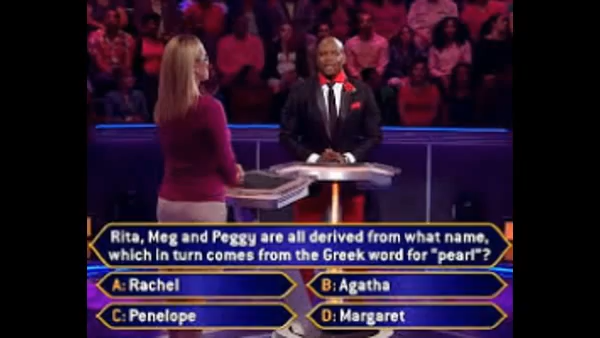 Rita, Meg and Peggy are all derived from what name,
which in turn comes from the Greek word for "pearl"?
A: Rachel
B: Agatha
C: Penelope
D: Margaret